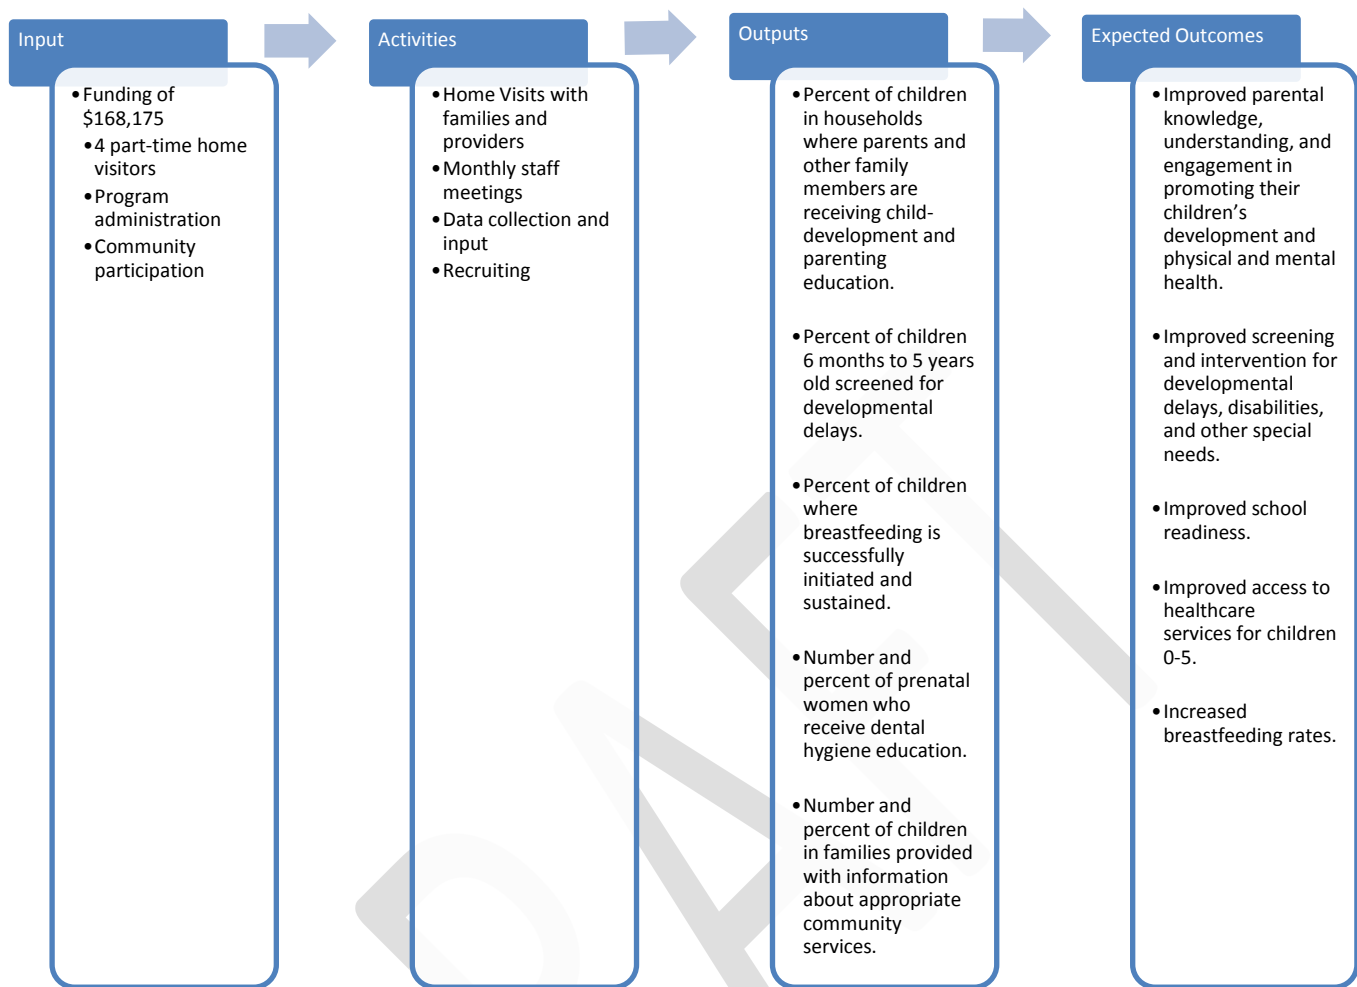 Input
•Funding of
$168,175
•4 part-time home
visitors
•Program
administration
•Community
participation
Activities
•Home Visits with
families and
providers
•Monthly staff
meetings
•Data collection and
input
•Recruiting
Outputs
•Percent of children
in households
where parents and
other family
members are
receiving child-
development and
parenting
education.
•Percent of children
6 months to 5 years
old screened for
developmental
delays.
•Percent of children
where
breastfeeding is
successfully
initiated and
sustained.
•Number and
percent of prenatal
women who
receive dental
hygiene education.
•Number and
percent of children
in families provided
with information
about appropriate
community
services.
Expected Outcomes
•Improved parental
knowledge,
understanding, and
engagement in
promoting their
children's
development and
physical and mental
health.
•Improved screening
and intervention for
developmental
delays, disabilities,
and other special
needs.
•Improved school
readiness.
•Improved access to
healthcare
services for children
0-5.
•Increased
breastfeeding rates.
DRAFT